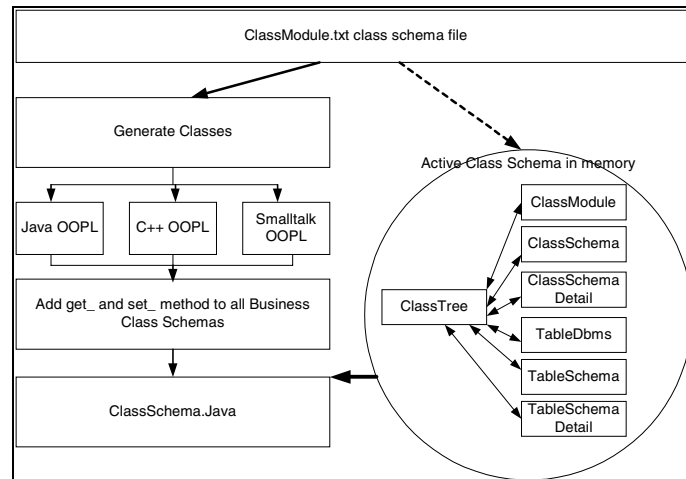 ClassModule.txt class schema file
Generate Classes
Active Class Schema in memory
Java OOPL
C++ OOPL
Smalltalk
OOPL
ClassModule
ClassSchema
ClassSchema
Detail
ClassTree
TableDbms
TableSchema
TableSchema
Detail
Add get_ and set_ method to all Business
Class Schemas
ClassSchema.Java